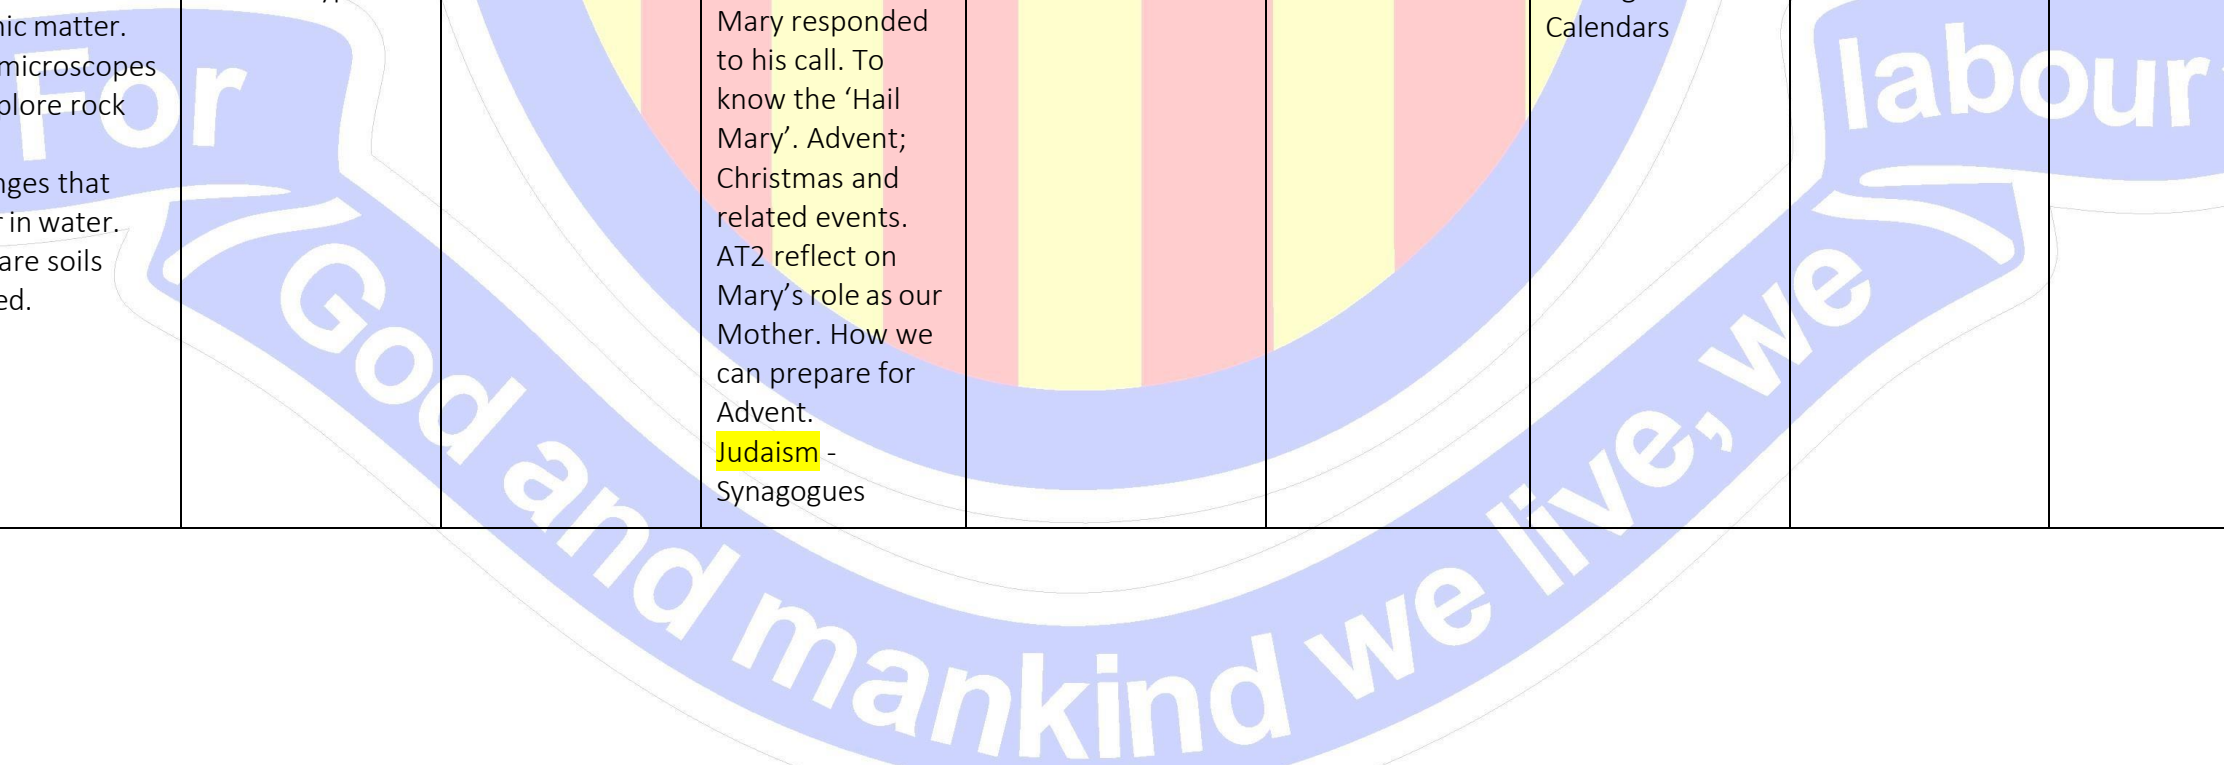 nic matter.
microscopes
plore rock
nges that
r in water.
are soils
ed.
Mary responded
to his call. To
know the ‘Hail
Mary’. Advent;
Christmas and
related events.
AT2 reflect on
Mary’s role as our
Mother. How we
can prepare for
Advent.
Judaism -
Synagogues
Calendars
For
God and mankind we live, we
labour